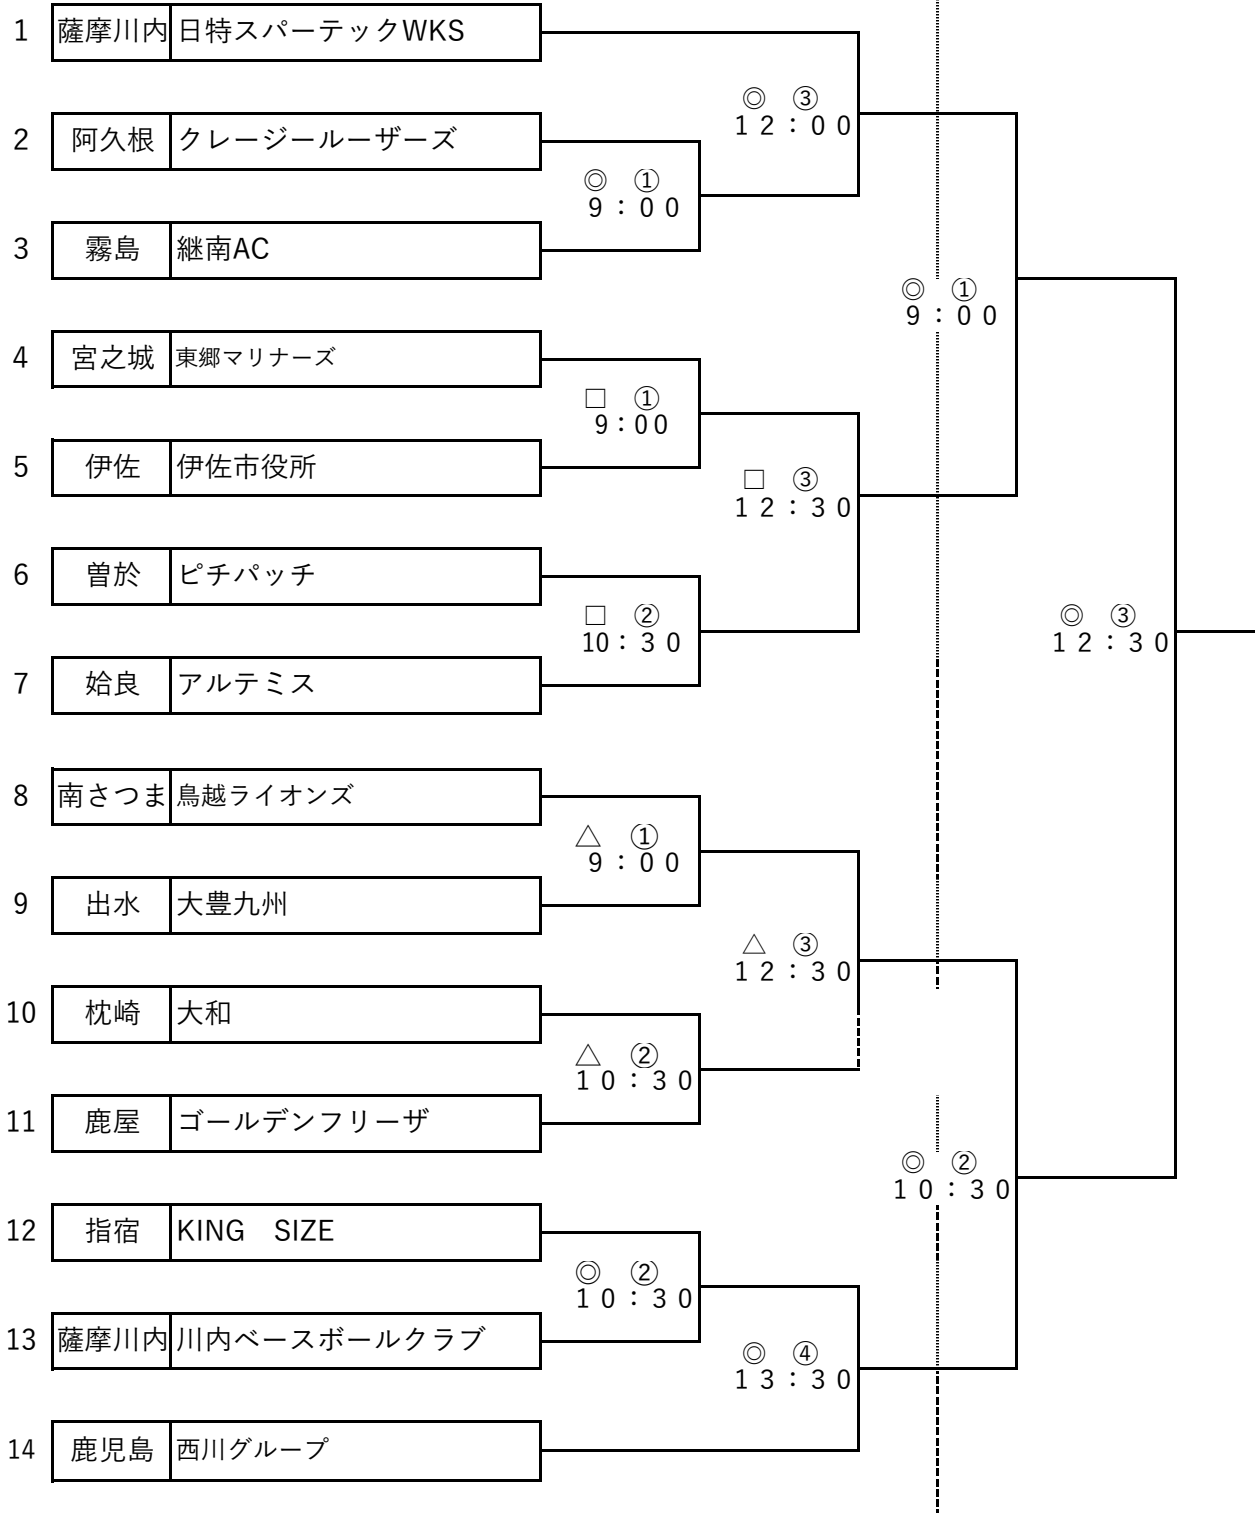 1 薩摩川内 日特スパーテックWKS
◎ ③
12：00
2 阿久根 クレージールーザーズ
◎ ①
9：00
3 霧島 継南AC
◎ ①
9：00
4 宮之城 東郷マリナーズ
□ ①
9：00
5 伊佐 伊佐市役所
□ ③
12：30
6 曽於 ピチパッチ
□ ②
10：30
◎ ③
12：30
7 姶良 アルテミス
8 南さつま 鳥越ライオンズ
△ ①
9：00
9 出水 大豊九州
△ ③
12：30
10 枕崎 大和
△ ②
10：30
11 鹿屋 ゴールデンフリーザ
◎ ②
10：30
12 指宿 KING　SIZE
◎ ②
10：30
13 薩摩川内 川内ベースボールクラブ
◎ ④
13：30
14 鹿児島 西川グループ